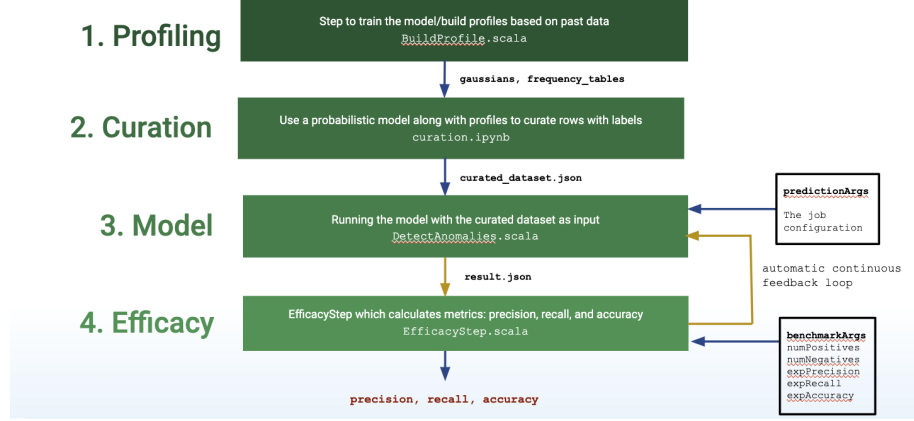 1. Profiling
Step to train the model/build profiles based on past data
BuildProfile.scala
gaussians, frequency_tables
2. Curation
Use a probabilistic model along with profiles to curate rows with labels
curation.ipynb
curated_dataset.json
3. Model
Running the model with the curated dataset as input
DetectAnomalies.scala
predictionArgs
The job
configuration
result.json
automatic continuous
feedback loop
4. Efficacy
EfficacyStep which calculates metrics: precision, recall, and accuracy
EfficacyStep.scala
benchmarkArgs
numPositives
numNegatives
expPrecision
expRecall
expAccuracy
precision, recall, accuracy